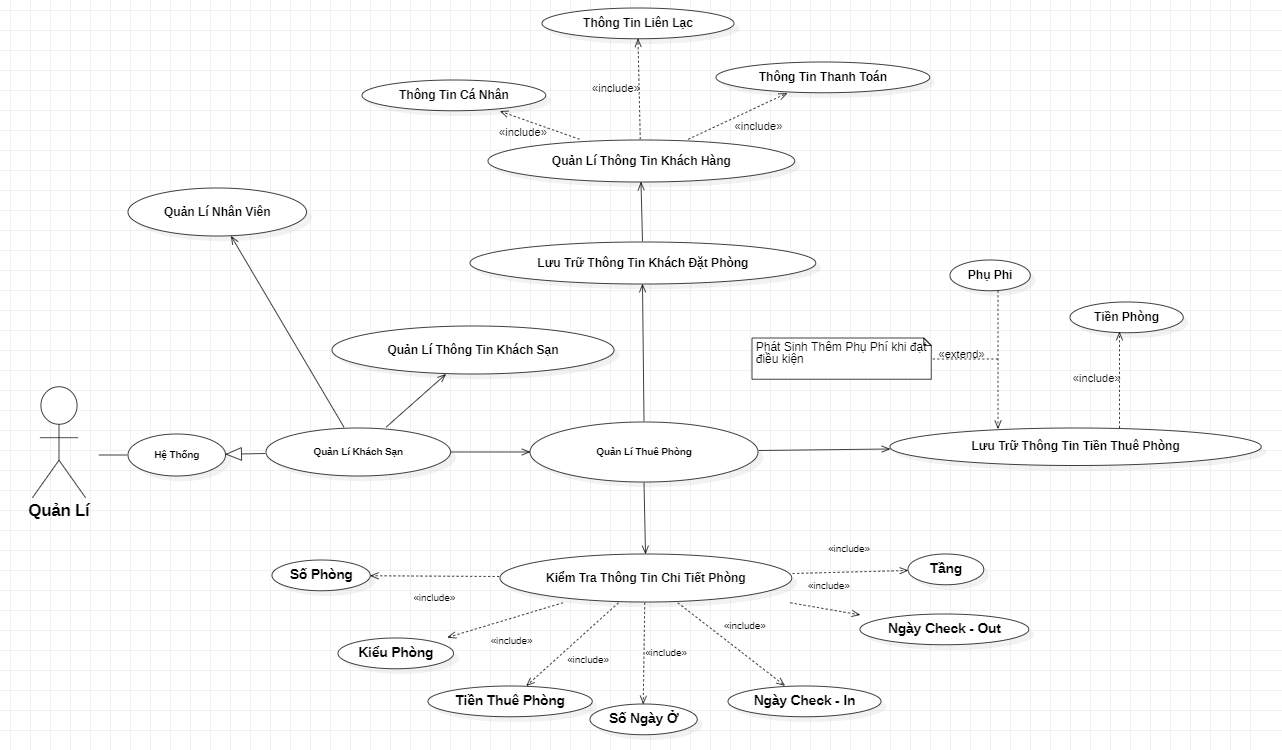 Thông Tin Liên Lạc
Thông Tin Thanh Toán
«include»
Thông Tin Cá Nhân
«include»
«include»
Quản Lí Thông Tin Khách Hàng
Quản Lí Nhân Viên
Lưu Trữ Thông Tin Khách Đặt Phòng
Phụ Phi
Tiền Phòng
Quản Lí Thông Tin Khách Sạn
Phát Sinh Thêm Phụ Phí khi đạt
điều kiện
«extend»
«include»
Hệ Thống
Quản Lí Khách Sạn
Quản Lí Thuê Phòng
Lưu Trữ Thông Tin Tiền Thuê Phòng
Quản Lí
«include»
Số Phòng
Kiểm Tra Thông Tin Chi Tiết Phòng
Tầng
«include»
«include»
«include»
«include»
Ngày Check - Out
Kiểu Phòng
«include»
«include»
Tiền Thuê Phòng
Số Ngày Ở
Ngày Check - In